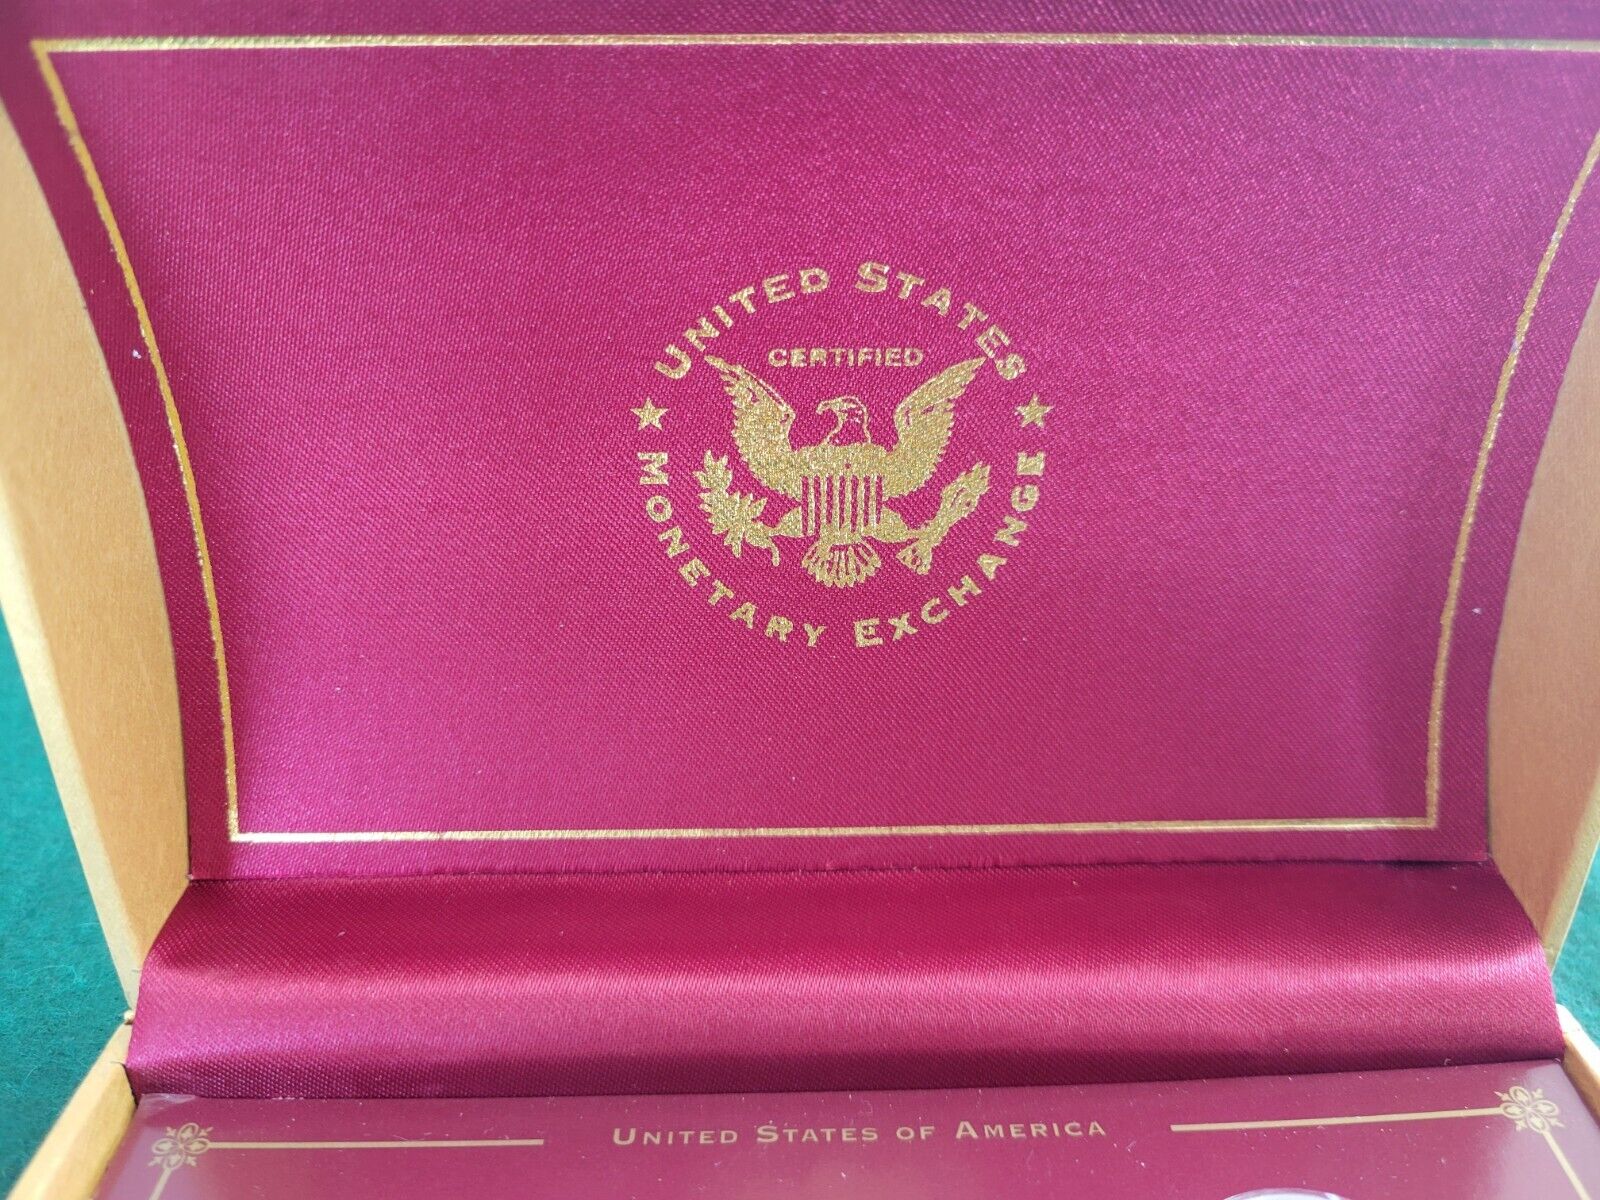 UNITED STATES
CERTIFIED
MONETARY EXCHANGE
UNITED STATES OF AMERICA